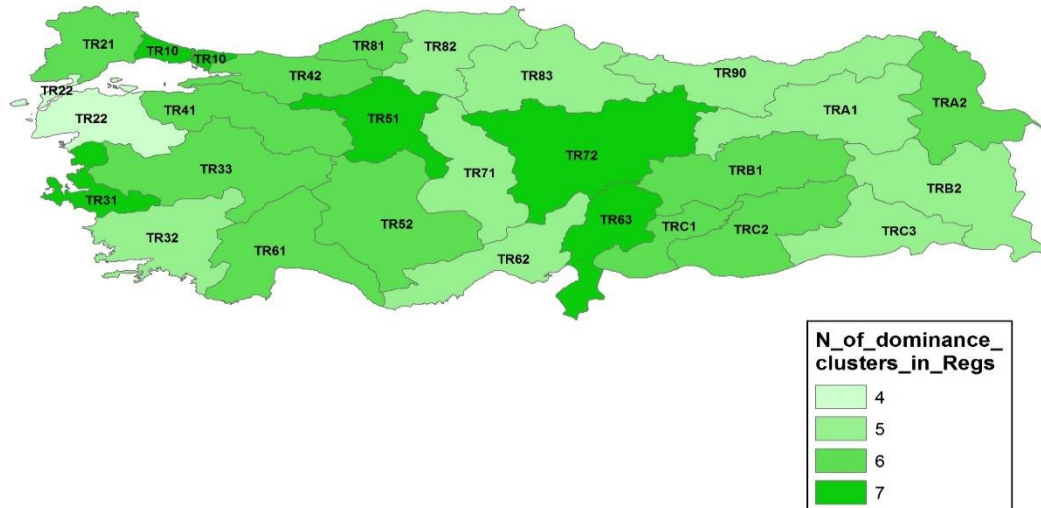 TR21
TR10
TR10
TR81
TR82
TR42
TR83
TR90
TR22
TR22
TR41
TR51
TRA1
TRA2
TR72
TR33
TR71
TRB1
TRB2
TR31
TR63
TR52
TRC1
TRC2
TRC3
TR32
TR61
TR62
N_of_dominance_
clusters_in_Regs
4
5
6
7